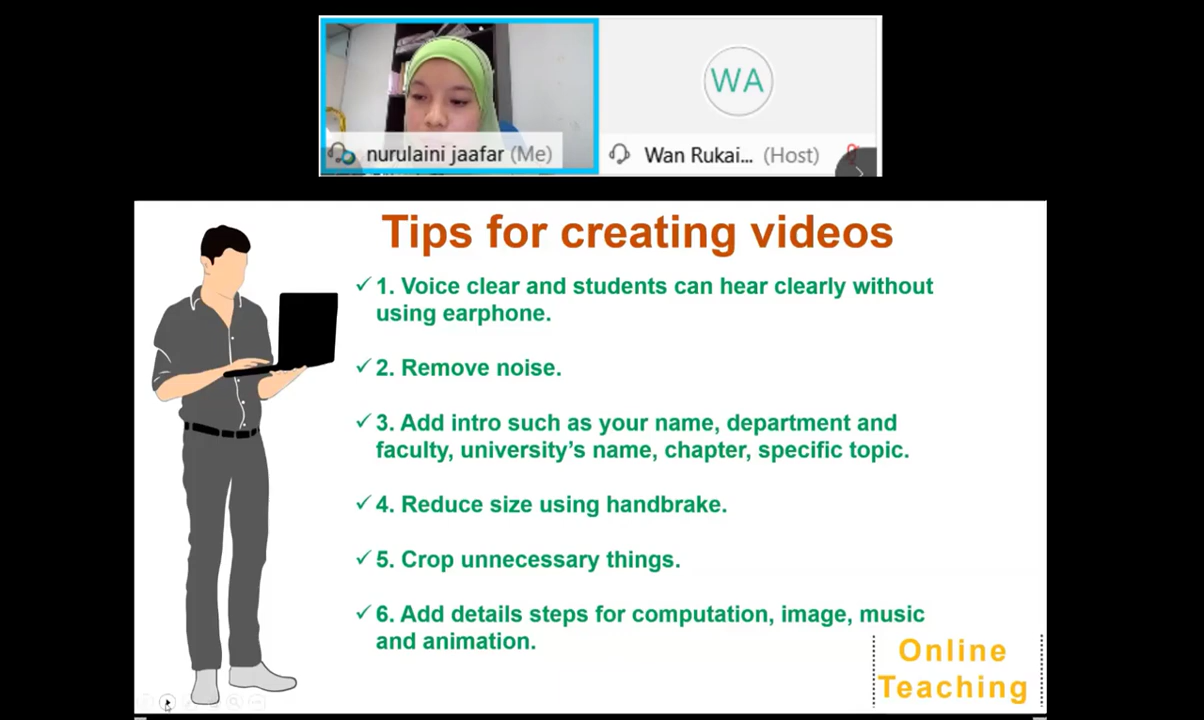 WA
nurulaini jaafar (Me)
Wan Rukai... (Host)
Tips for creating videos
✓ 1. Voice clear and students can hear clearly without
using earphone.
✓ 2. Remove noise.
✓ 3. Add intro such as your name, department and
faculty, university’s name, chapter, specific topic.
✓ 4. Reduce size using handbrake.
✓ 5. Crop unnecessary things.
✓ 6. Add details steps for computation, image, music
and animation.
Online
Teaching